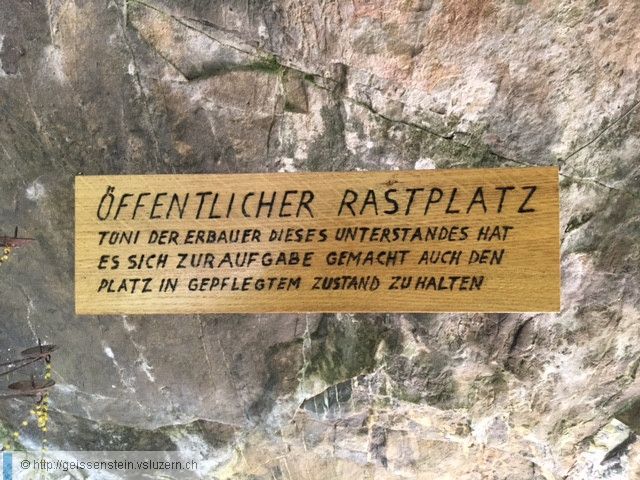 ÖFFENTLICHER RASTPLATZ
TONI DER ERBAUER DIESES UNTERSTANDES HAT
ES SICH ZUR AUFGABE GEMACHT AUCH DEN
PLATZ IN GEPFLEGTEM ZUSTAND ZU HALTEN
© http://geissenstein.vsluzern.ch